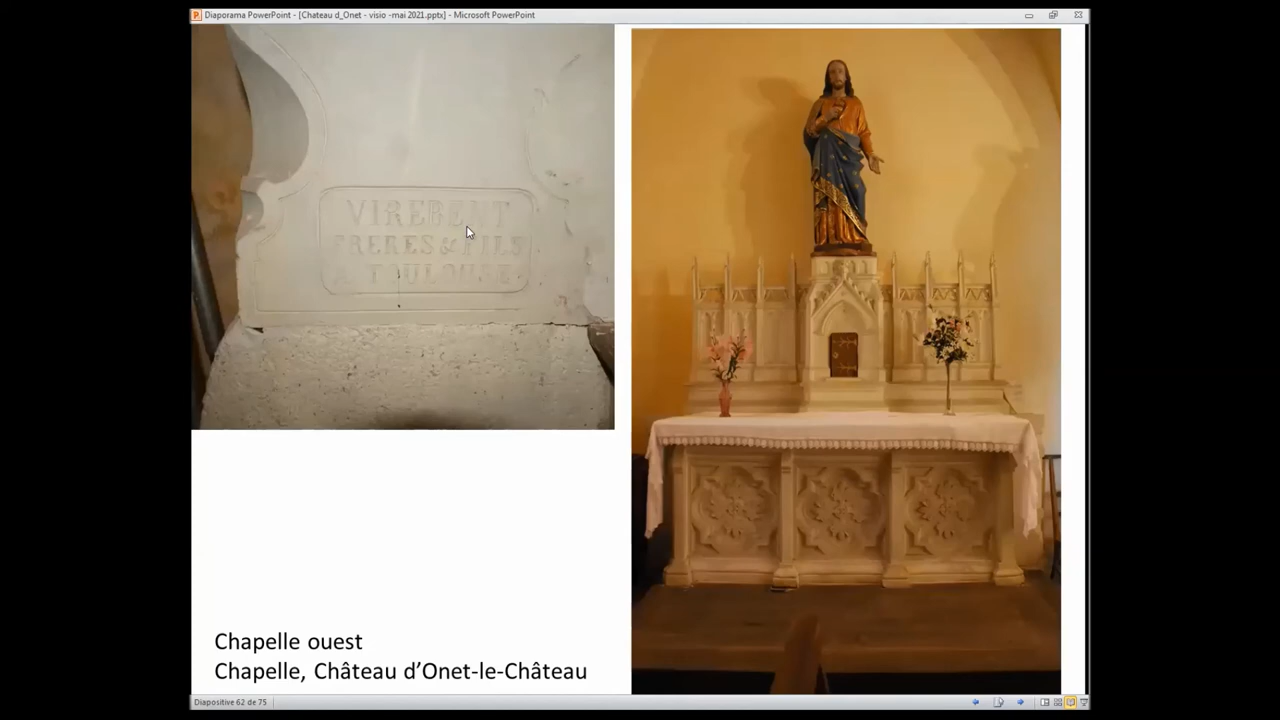 Diaporama PowerPoint - [Chateau d_Onet - visio -mai 2021.pptx] - Microsoft PowerPoint
VIREBENT
FRERES & FILS
A TOULOUSE
Chapelle ouest
Chapelle, Château d’Onet-le-Château
Diapositive 62 de 75